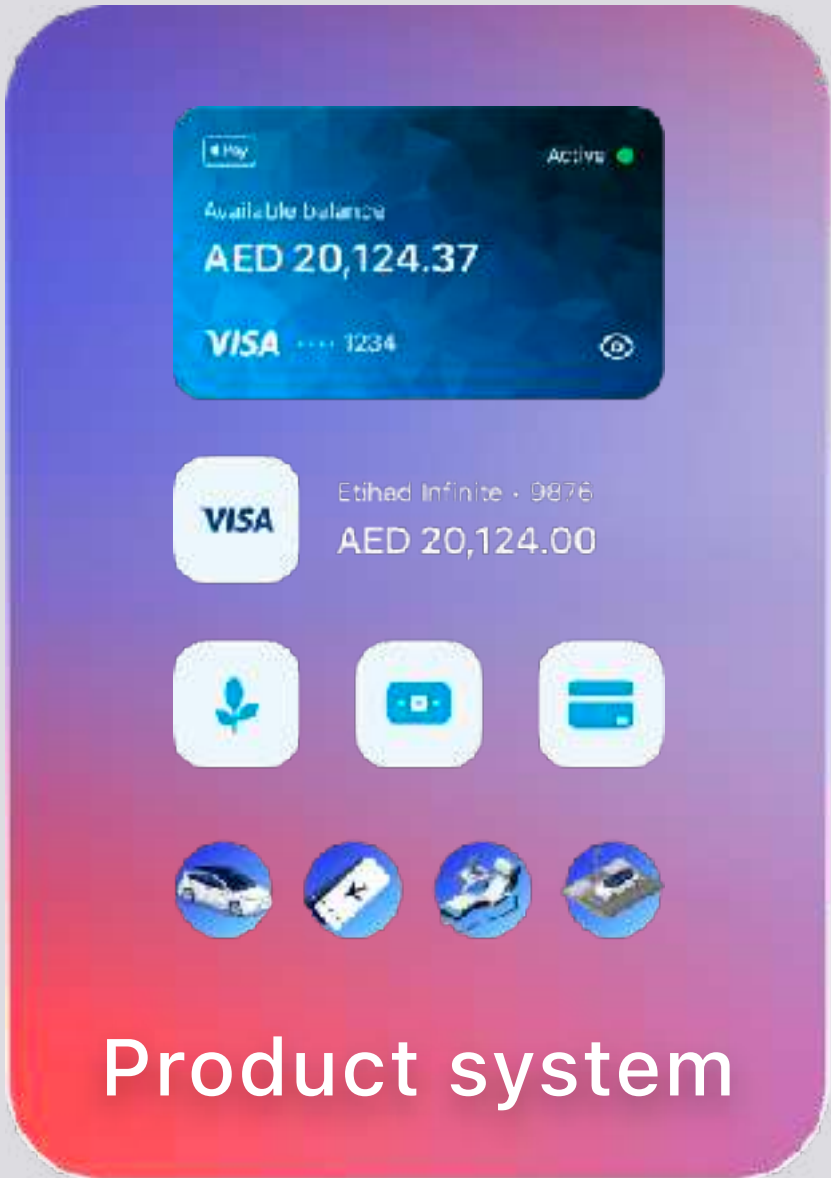 Pay
Active
Available balance
AED 20,124.37
VISA •••• 1234
VISA
Etihad Infinite • 9876
AED 20,124.00
Product system